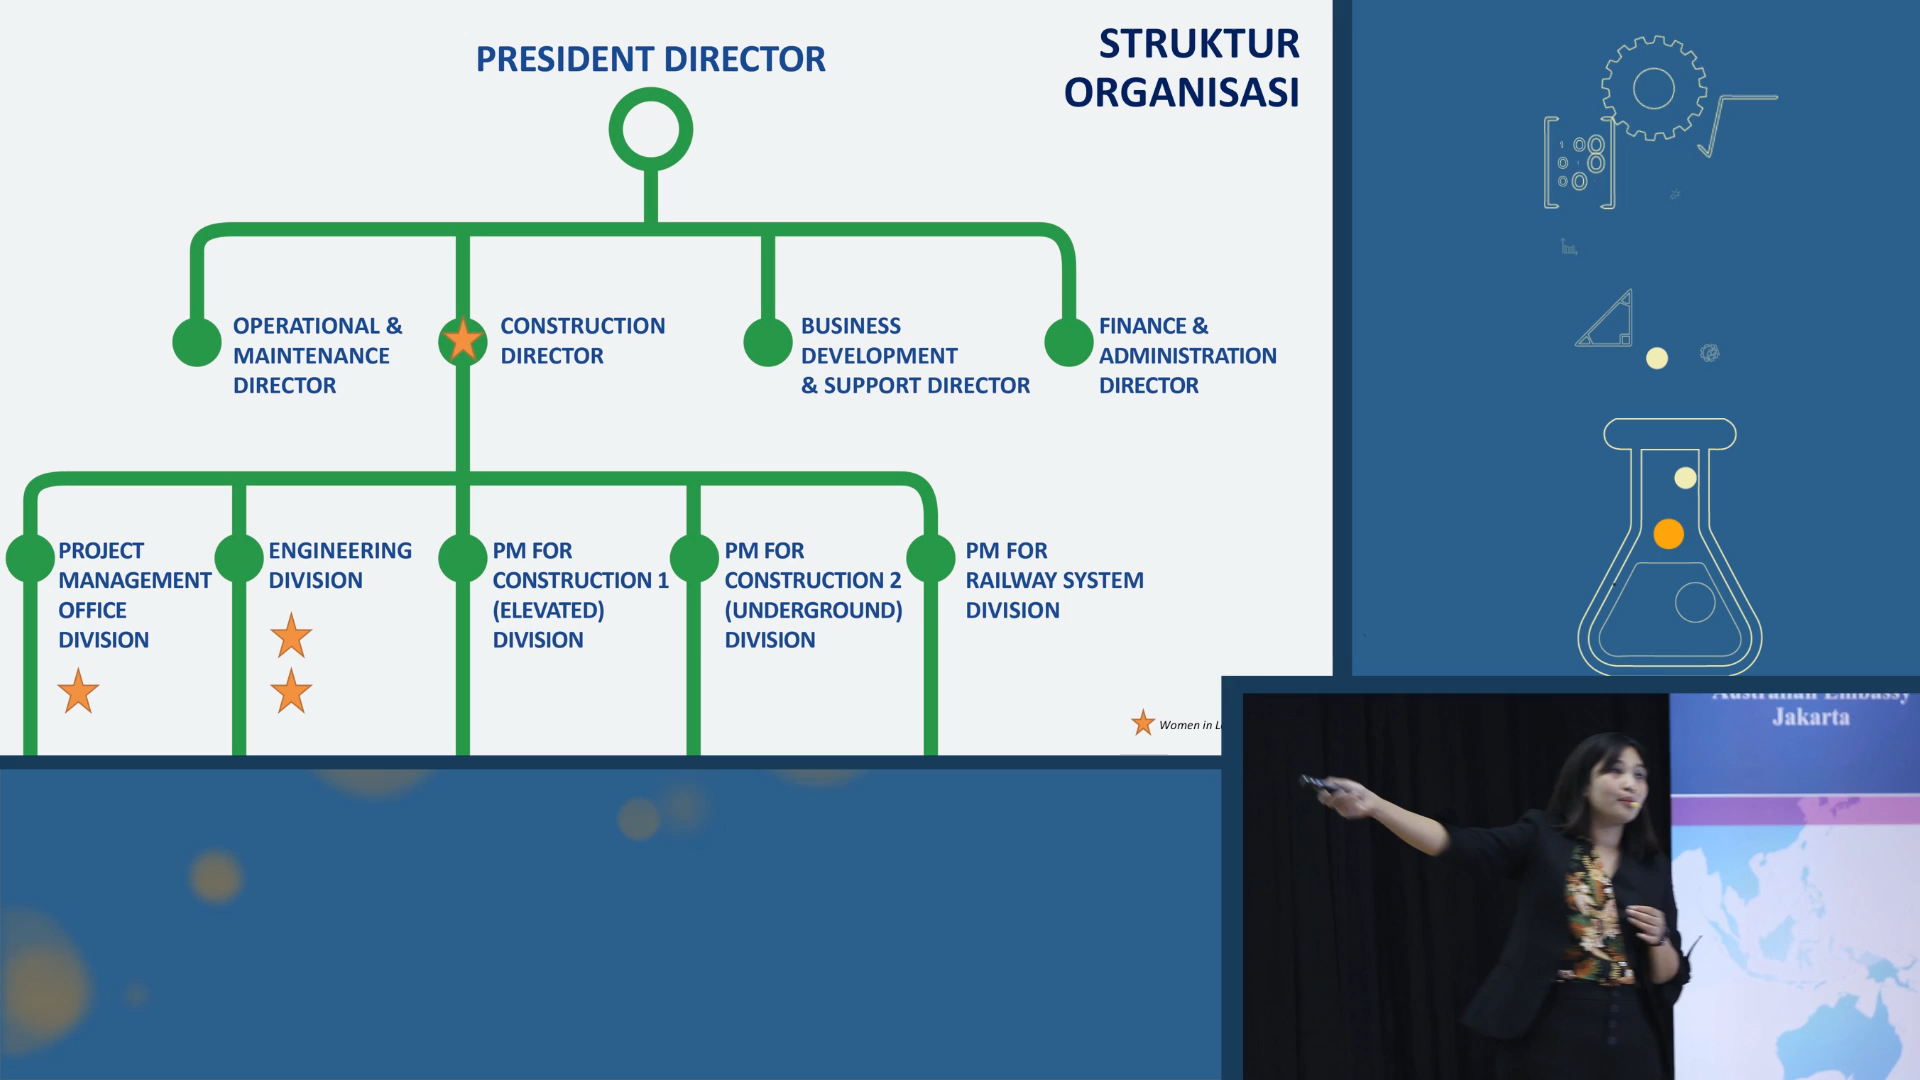 STRUKTUR
ORGANISASI
PRESIDENT DIRECTOR
OPERATIONAL &
MAINTENANCE
DIRECTOR
CONSTRUCTION
DIRECTOR
BUSINESS
DEVELOPMENT
& SUPPORT DIRECTOR
FINANCE &
ADMINISTRATION
DIRECTOR
PROJECT
MANAGEMENT
OFFICE
DIVISION
ENGINEERING
DIVISION
PM FOR
CONSTRUCTION 1
(ELEVATED)
DIVISION
PM FOR
CONSTRUCTION 2
(UNDERGROUND)
DIVISION
PM FOR
RAILWAY SYSTEM
DIVISION
Women in
Australian Embassy
Jakarta